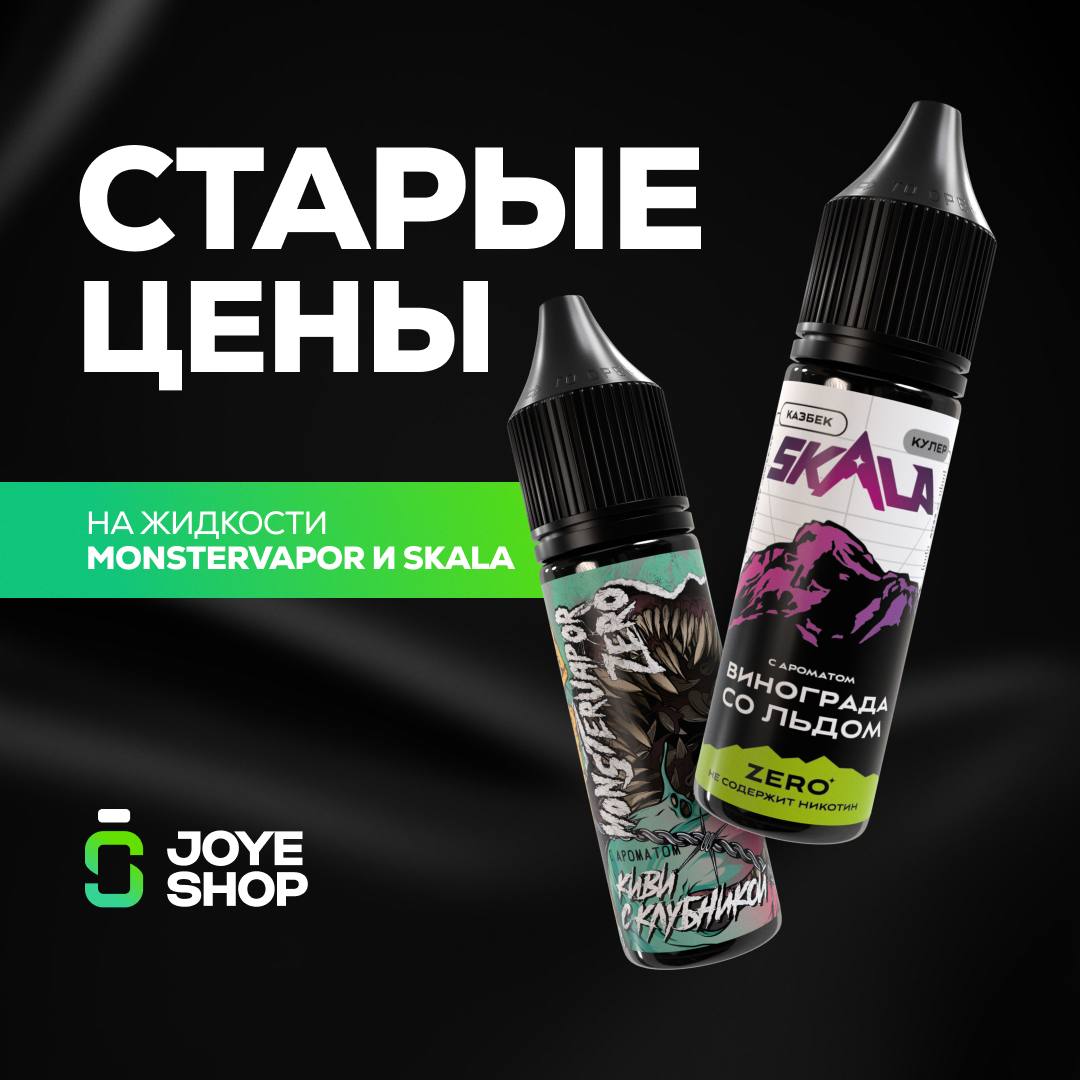 СТАРЫЕ
ЦЕНЫ
НА ЖИДКОСТИ
MONSTERVAPOR И SKALA
КАЗБЕК
КУЛЕР
SKALA
С АРОМАТОМ
ВИНОГРАДА
СО ЛЬДОМ
ZERO
НЕ СОДЕРЖИТ НИКОТИН
MONSTERVAPOR
ZERO
С АРОМАТОМ
КИВИ
С КЛУБНИКОЙ
JOYE
SHOP